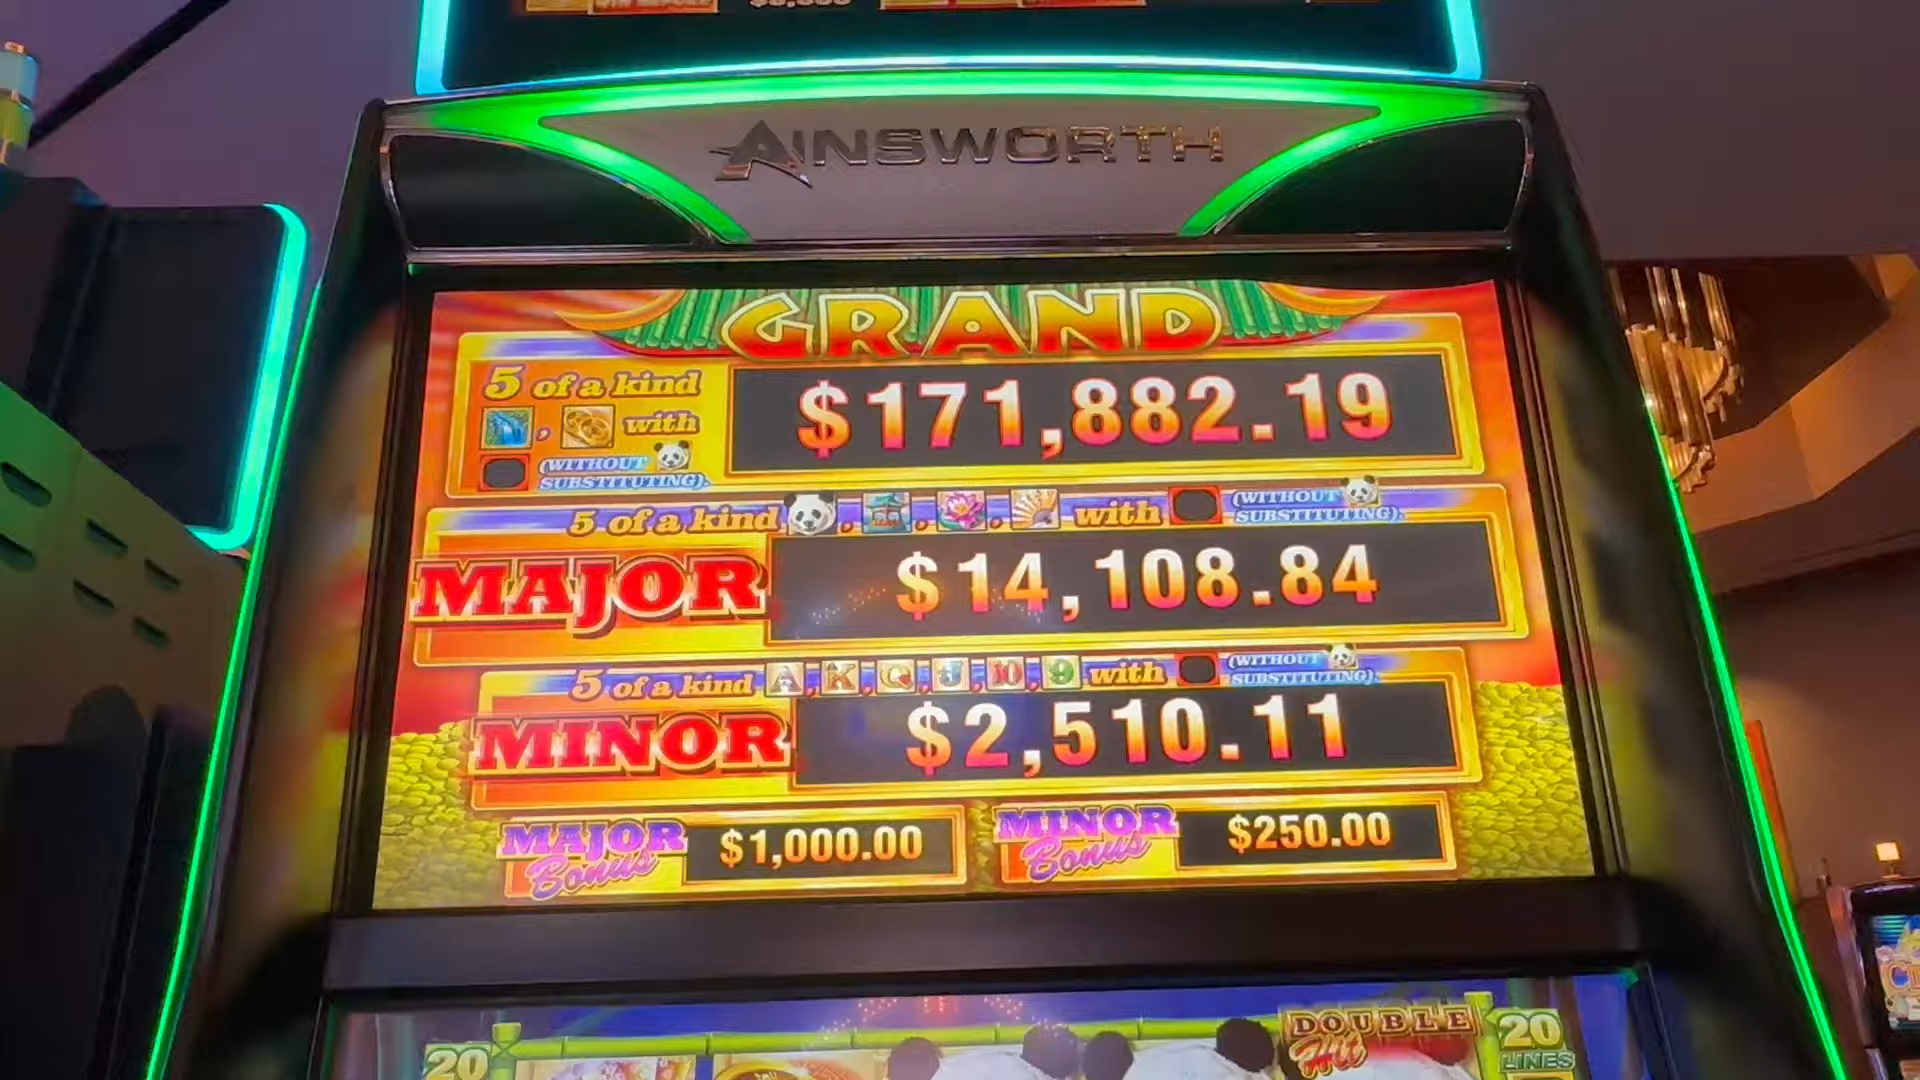 AINSWORTH
GRAND
5 of a kind
, with
(WITHOUT
SUBSTITUTING).
$171,882.19
5 of a kind , , , with (WITHOUT
SUBSTITUTING).
MAJOR $14,108.84
5 of a kind A, K, Q, J, 10, 9 with (WITHOUT
SUBSTITUTING).
MINOR $2,510.11
MAJOR
Bonus
$1,000.00
MINOR
Bonus
$250.00
20
DOUBLE
Hit
20
LINES